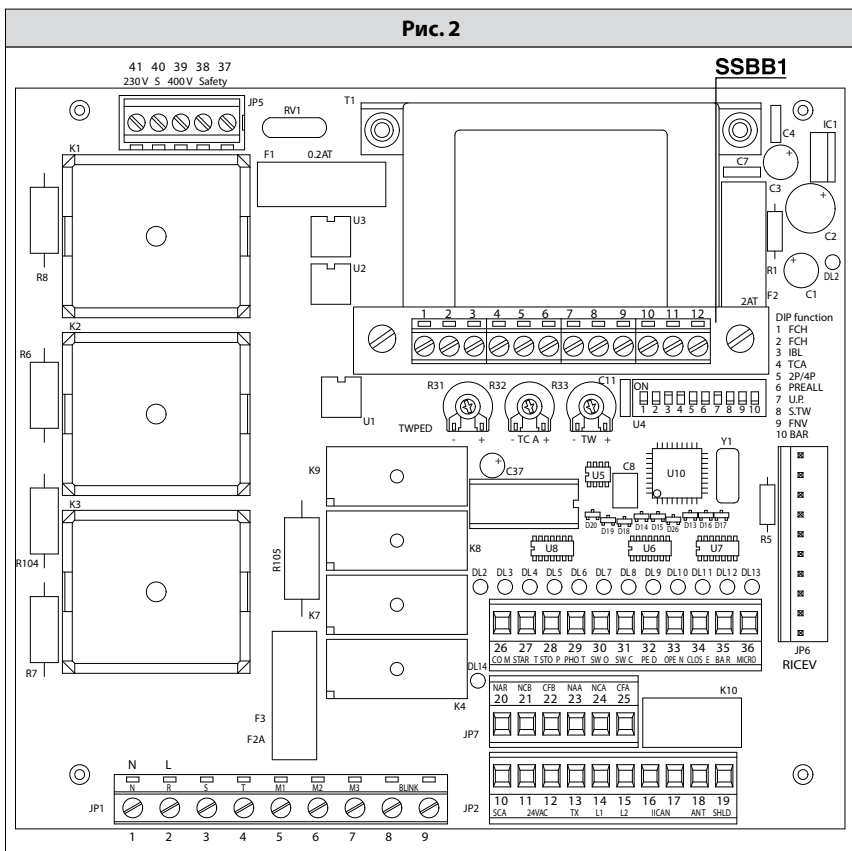 Рис. 2
SSBB1
41 40 39 38 37
230 V S 400 V Safety
JP5
RV1
T1
K1
F1 0.2AT
C4
IC1
C7
C3
C2
U3
R8
U2
R1
DL2
F2
C1
2AT
K2
1 2 3 4 5 6 7 8 9 10 11 12
DIP function
1 FCH
2 FCH
3 IBL
4 TCA
5 2P/4P
6 PREALL
7 U.P.
8 S.TW
9 FNV
10 BAR
R6
U1
R31 R32 R33
C11
ON
1 2 3 4 5 6 7 8 9 10
U4
TWPED
- + - TC A + - TW +
K9
C37
U5
C8
U10
Y1
K3
R104
R105
R5
D20 D19 D18 D14 D15 D26 D13 D16 D17
K8
U8 U6 U7
DL2 DL3 DL4 DL5 DL6 DL7 DL8 DL9 DL10 DL11 DL12 DL13
R7
K7
26 27 28 29 30 31 32 33 34 35 36
CO M STAR T STO P PHO T SW O SW C PE D OPE N CLOS E BA R MICRO
JP6
RICEV
DL14
K4
NAR NCB CFB NAA NCA CFA
20 21 22 23 24 25
K10
JP7
F3
F2A
N L
N R S T M1 M2 M3 BLINK
JP1
1 2 3 4 5 6 7 8 9
JP2
10 11 12 13 14 15 16 17 18 19
SCA 24VAC TX L1 L2 IICAN ANT SHLD